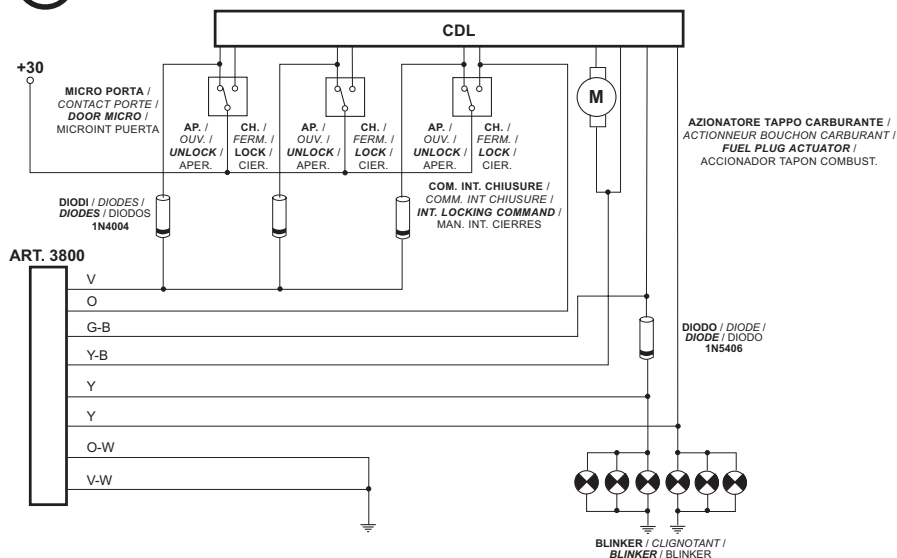 CDL
+30
MICRO PORTA /
CONTACT PORTE /
DOOR MICRO /
MICROINT PUERTA
AP. /
OUV. /
UNLOCK /
APER.
CH. /
FERM. /
LOCK /
CIER.
AP. /
OUV. /
UNLOCK /
APER.
CH. /
FERM. /
LOCK /
CIER.
AP. /
OUV. /
UNLOCK /
APER.
CH. /
FERM. /
LOCK /
CIER.
M
AZIONATORE TAPPO CARBURANTE /
ACTIONNEUR BOUCHON CARBURANT /
FUEL PLUG ACTUATOR /
ACCIONADOR TAPON COMBUST.
COM. INT. CHIUSURE /
COMM. INT CHIUSURE /
INT. LOCKING COMMAND /
MAN. INT. CIERRES
DIODI / DIODES /
DIODES / DIODOS
1N4004
ART. 3800
V
O
G-B
Y-B
Y
Y
O-W
V-W
DIODO / DIODE /
DIODE / DIODO
1N5406
BLINKER / CLIGNOTANT /
BLINKER / BLINKER